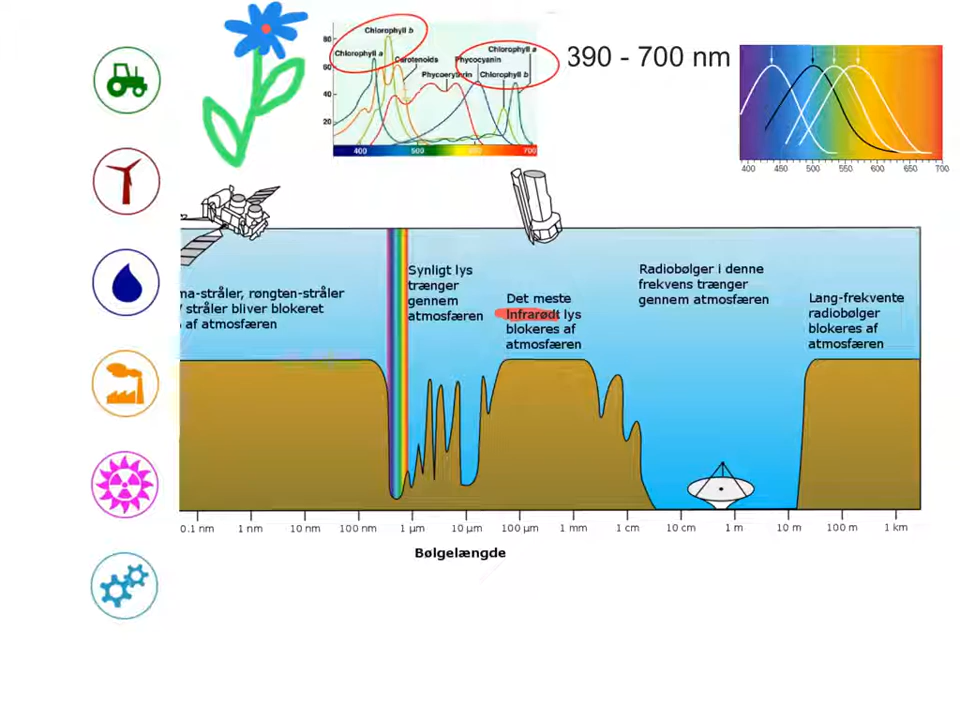 Chlorophyll b
Chlorophyll a
Carotenoids
Phycoerythrin
Phycocyanin
Chlorophyll a
Chlorophyll b
80
60
40
20
400
500
700
390 - 700 nm
400 450 500 550 600 650 700
ma-stråler, røngten-stråler
stråler bliver blokeret
af atmosfæren
Synligt lys
trænger
gennem
atmosfæren
Det meste
Infrarødt lys
blokeres af
atmosfæren
Radiobølger i denne
frekvens trænger
gennem atmosfæren
Lang-frekvente
radiobølger
blokeres af
atmosfæren
0.1 nm 1 nm 10 nm 100 nm 1 µm 10 µm 100 µm 1 mm 1 cm 10 cm 1 m 10 m 100 m 1 km
Bølgelængde